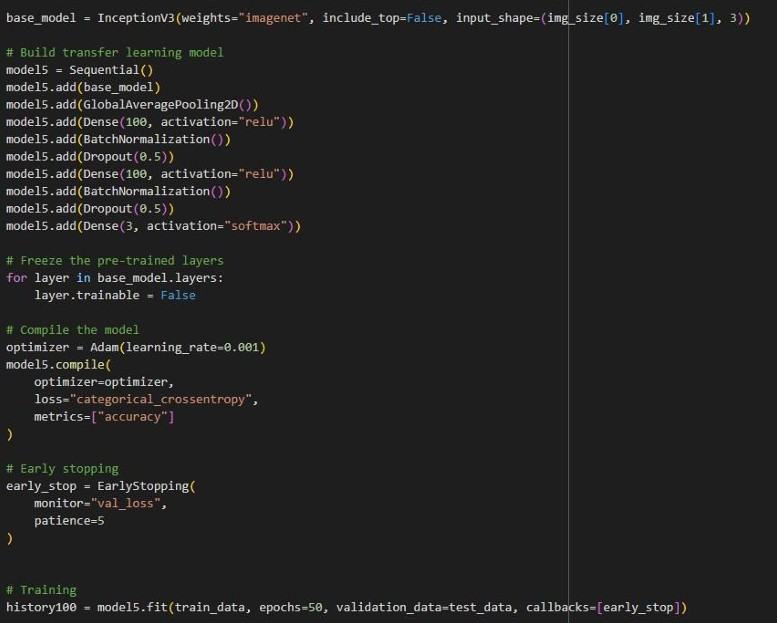 base_model = InceptionV3(weights="imagenet", include_top=False, input_shape=(img_size[0], img_size[1], 3))
# Build transfer learning model
model5 = Sequential()
model5.add(base_model)
model5.add(GlobalAveragePooling2D())
model5.add(Dense(100, activation="relu"))
model5.add(BatchNormalization())
model5.add(Dropout(0.5))
model5.add(Dense(100, activation="relu"))
model5.add(BatchNormalization())
model5.add(Dropout(0.5))
model5.add(Dense(3, activation="softmax"))
# Freeze the pre-trained layers
for layer in base_model.layers:
    layer.trainable = False
# Compile the model
optimizer = Adam(learning_rate=0.001)
model5.compile(
    optimizer=optimizer,
    loss="categorical_crossentropy",
    metrics=["accuracy"]
)
# Early stopping
early_stop = EarlyStopping(
    monitor="val_loss",
    patience=5
)
# Training
history100 = model5.fit(train_data, epochs=50, validation_data=test_data, callbacks=[early_stop])